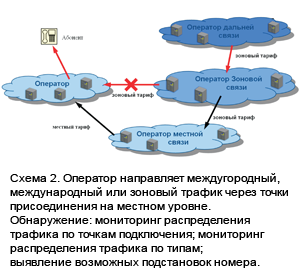 Абонент
Оператор дальней
связи
зоновый тариф
Оператор
Оператор Зоновой
связи
зоновый тариф
зоновый тариф
местный тариф
Оператор местной
связи
Схема 2. Оператор направляет междугородный,
международный или зоновый трафик через точки
присоединения на местном уровне.
Обнаружение: мониторинг распределения
трафика по точкам подключения; мониторинг
распределения трафика по типам;
выявление возможных подстановок номера.